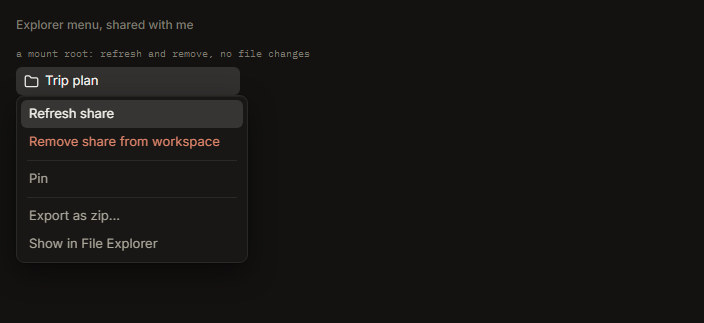 Explorer menu, shared with me
a mount root: refresh and remove, no file changes
Trip plan
Refresh share
Remove share from workspace
Pin
Export as zip...
Show in File Explorer